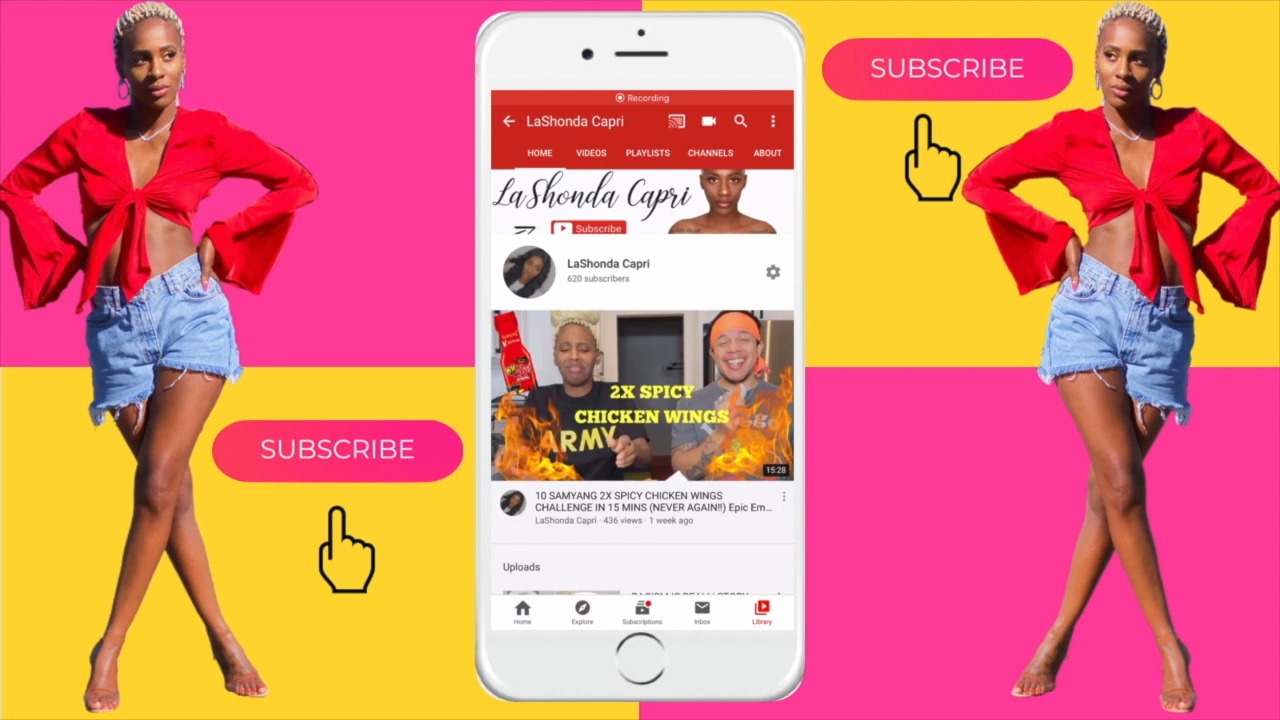 SUBSCRIBE
Recording
LaShonda Capri
HOME VIDEOS PLAYLISTS CHANNELS ABOUT
LaShonda Capri
Subscribe
LaShonda Capri
620 subscribers
2X SPICY
CHICKEN WINGS
ARMY
15:28
10 SAMYANG 2X SPICY CHICKEN WINGS
CHALLENGE IN 15 MINS (NEVER AGAIN!!) Epic Em...
LaShonda Capri · 436 views · 1 week ago
SUBSCRIBE
Uploads
Home Explore Subscriptions Inbox Library